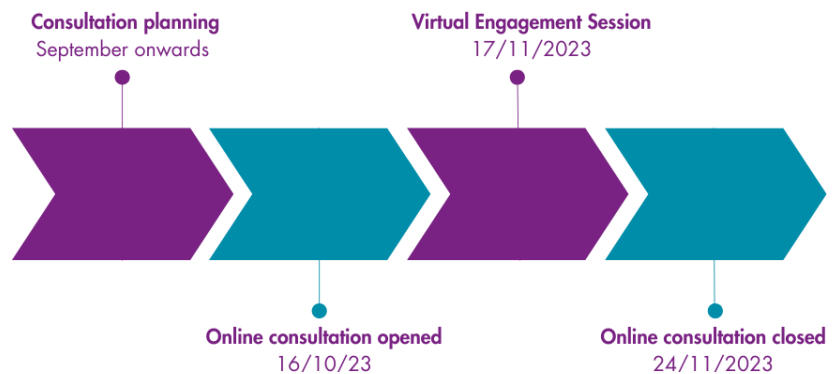 Consultation planning
September onwards
Virtual Engagement Session
17/11/2023
Online consultation opened
16/10/23
Online consultation closed
24/11/2023